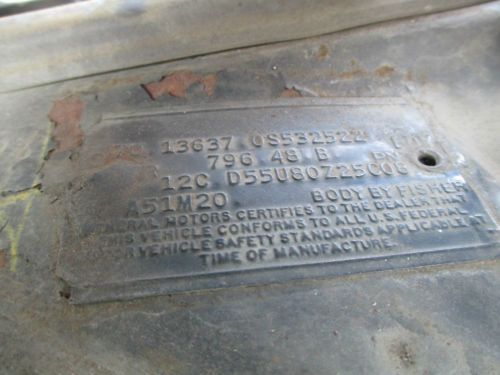 13637 0S532522
796 48 B
12C D55U80Z25C08
A51M20 BODY BY FISHER
GENERAL MOTORS CERTIFIES TO THE DEALER THAT
THIS VEHICLE CONFORMS TO ALL U.S. FEDERAL
MOTOR VEHICLE SAFETY STANDARDS APPLICABLE AT
TIME OF MANUFACTURE.